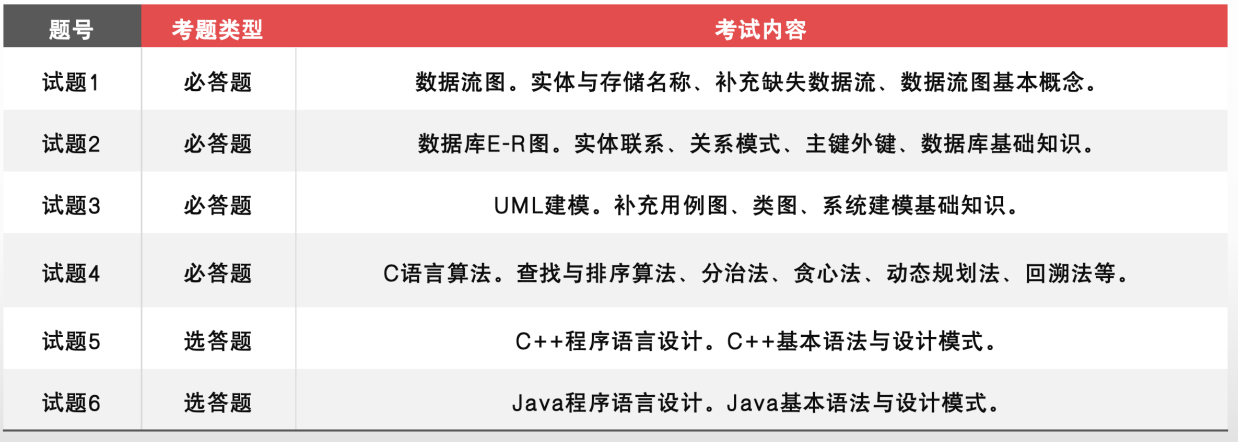 题号 考题类型 考试内容
试题1 必答题 数据流图。实体与存储名称、补充缺失数据流、数据流图基本概念。
试题2 必答题 数据库E-R图。实体联系、关系模式、主键外键、数据库基础知识。
试题3 必答题 UML建模。补充用例图、类图、系统建模基础知识。
试题4 必答题 C语言算法。查找与排序算法、分治法、贪心法、动态规划法、回溯法等。
试题5 选答题 C++程序语言设计。C++基本语法与设计模式。
试题6 选答题 Java程序语言设计。Java基本语法与设计模式。